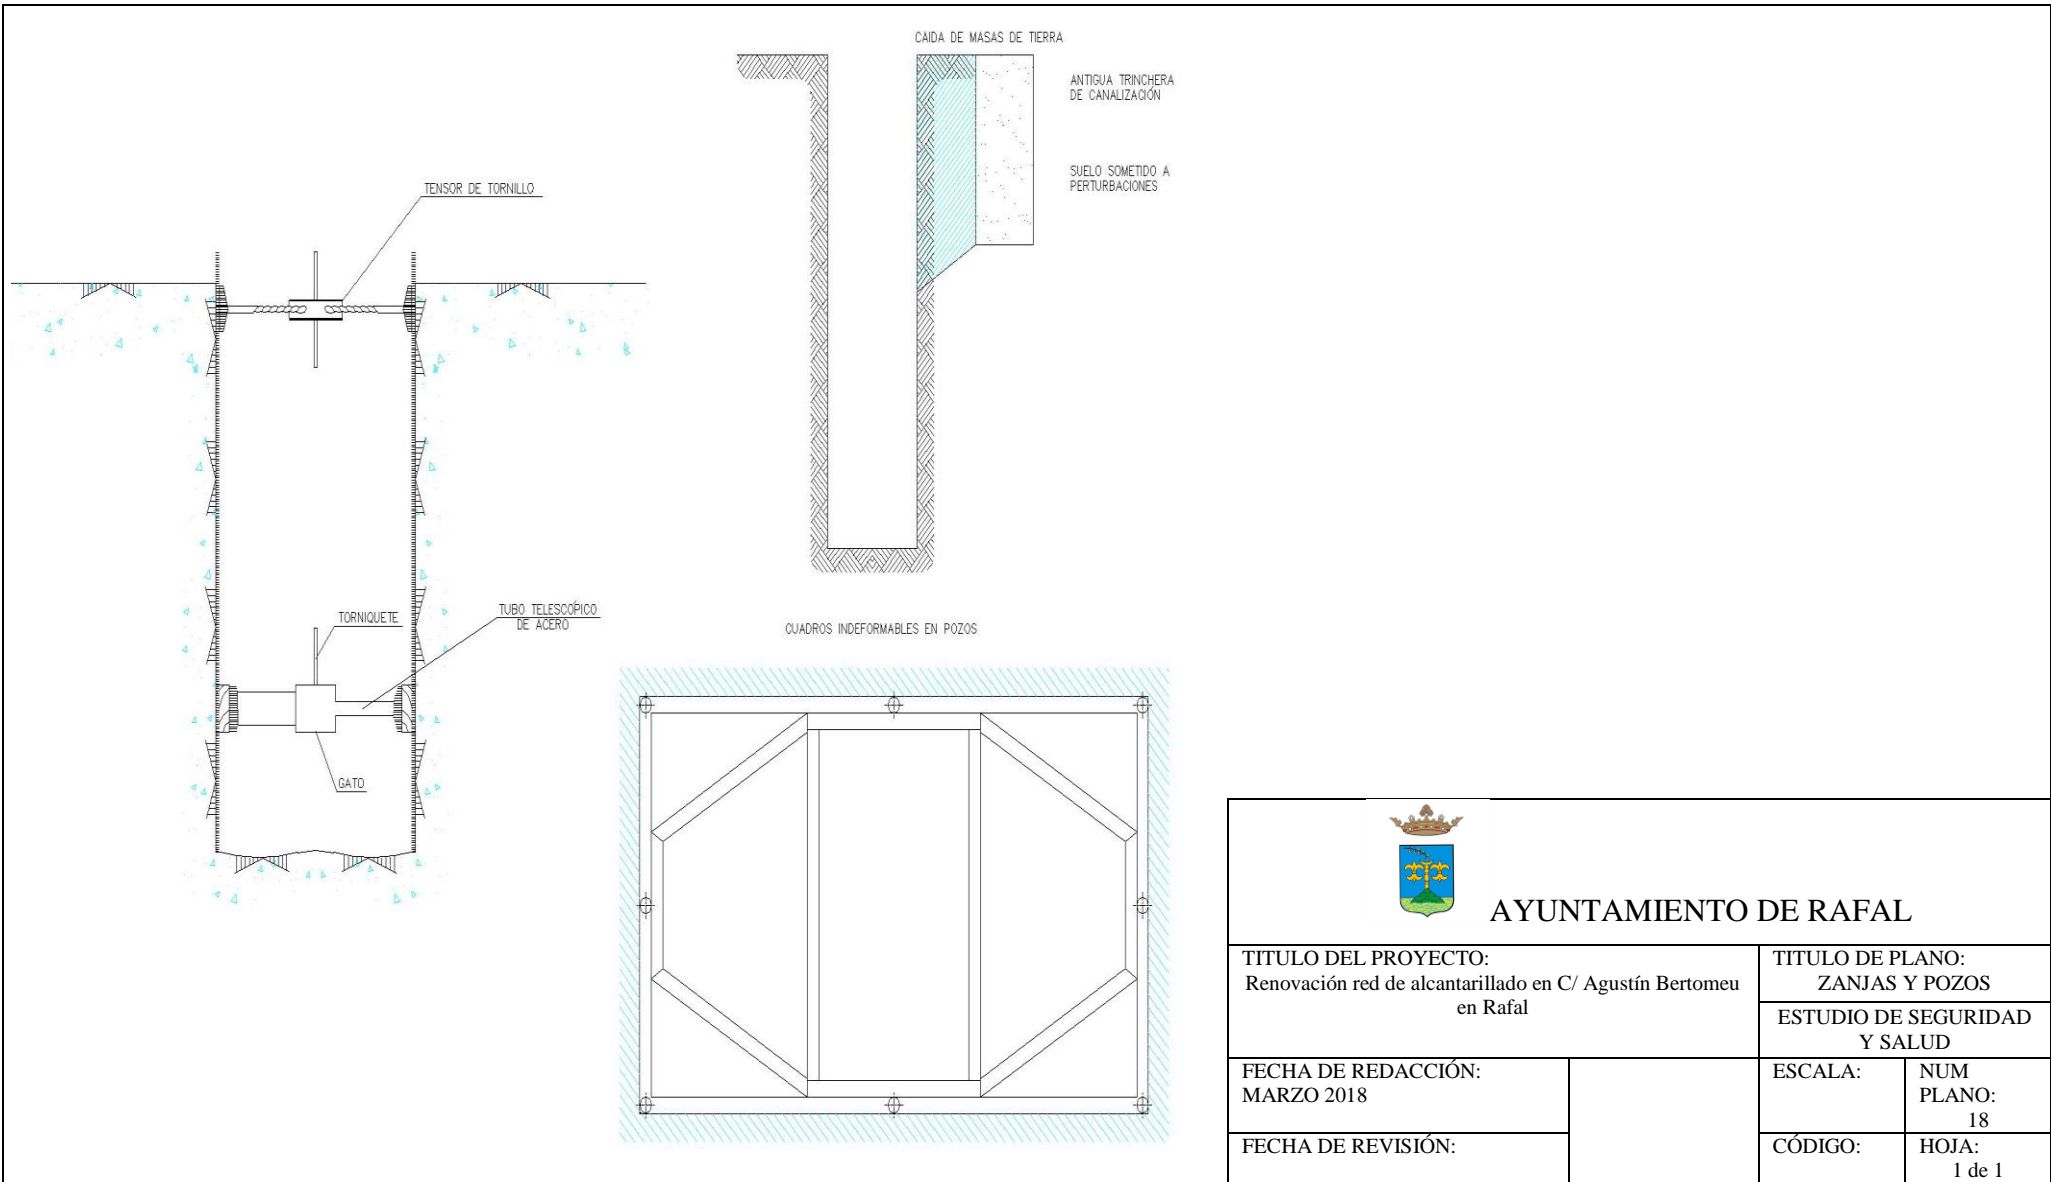 CAIDA DE MASAS DE TIERRA
ANTIGUA TRINCHERA
DE CANALIZACIÓN
SUELO SOMETIDO A
PERTURBACIONES
TENSOR DE TORNILLO
TORNIQUETE
TUBO TELESCÓPICO
DE ACERO
GATO
CUADROS INDEFORMABLES EN POZOS
AYUNTAMIENTO DE RAFAL
TITULO DEL PROYECTO:
Renovación red de alcantarillado en C/ Agustín Bertomeu
en Rafal
TITULO DE PLANO:
ZANJAS Y POZOS
ESTUDIO DE SEGURIDAD
Y SALUD
FECHA DE REDACCIÓN:
MARZO 2018
ESCALA:
NUM
PLANO:
18
FECHA DE REVISIÓN:
CÓDIGO:
HOJA:
1 de 1